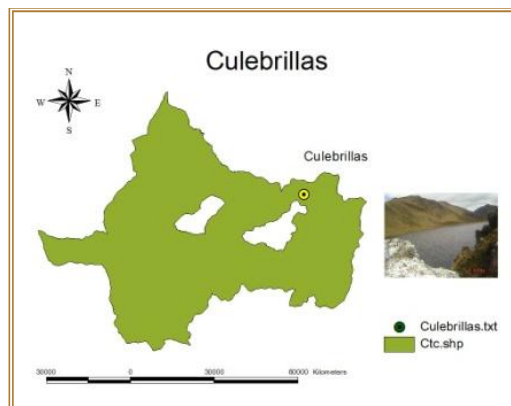 Culebrillas
N
W E
S
Culebrillas
Culebrillas.txt
Ctc.shp
30000 0 30000 60000 Kilometers